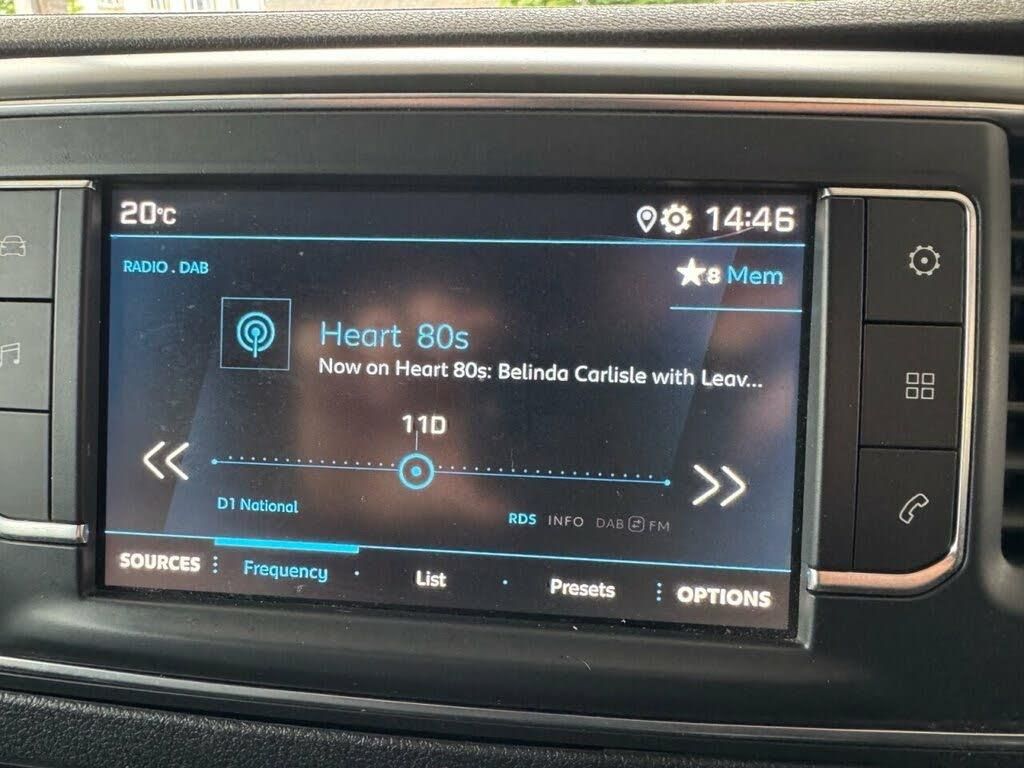 20°C
14:46
RADIO . DAB
8 Mem
Heart 80s
Now on Heart 80s: Belinda Carlisle with Leav...
11D
D1 National
RDS INFO DAB FM
SOURCES Frequency List Presets OPTIONS